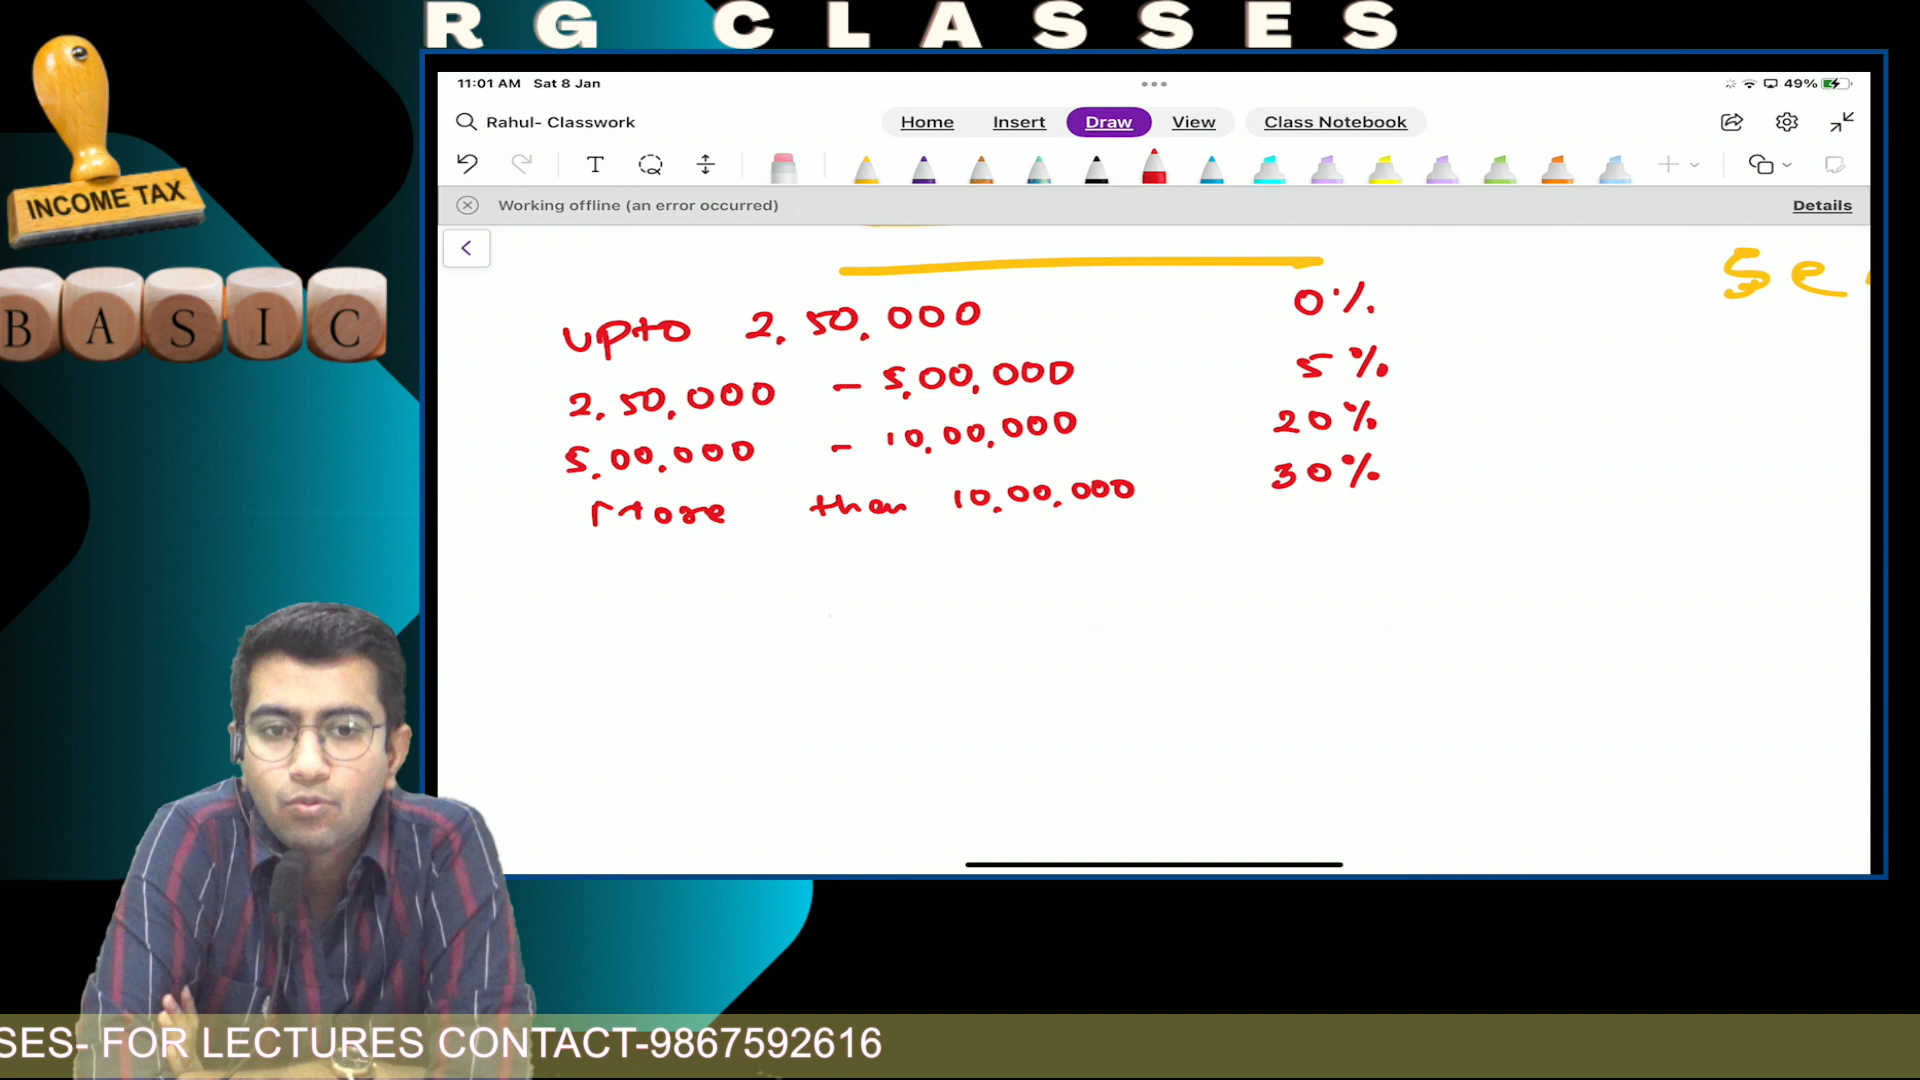 RG CLASSES
INCOME TAX
BASIC
11:01 AM Sat 8 Jan
49%
Rahul- Classwork
Home Insert Draw View Class Notebook
T
Working offline (an error occurred)
Details
upto 2,50,000 0%
2,50,000 - 5,00,000 5%
5,00,000 - 10,00,000 20%
More than 10,00,000 30%
SES- FOR LECTURES CONTACT-9867592616